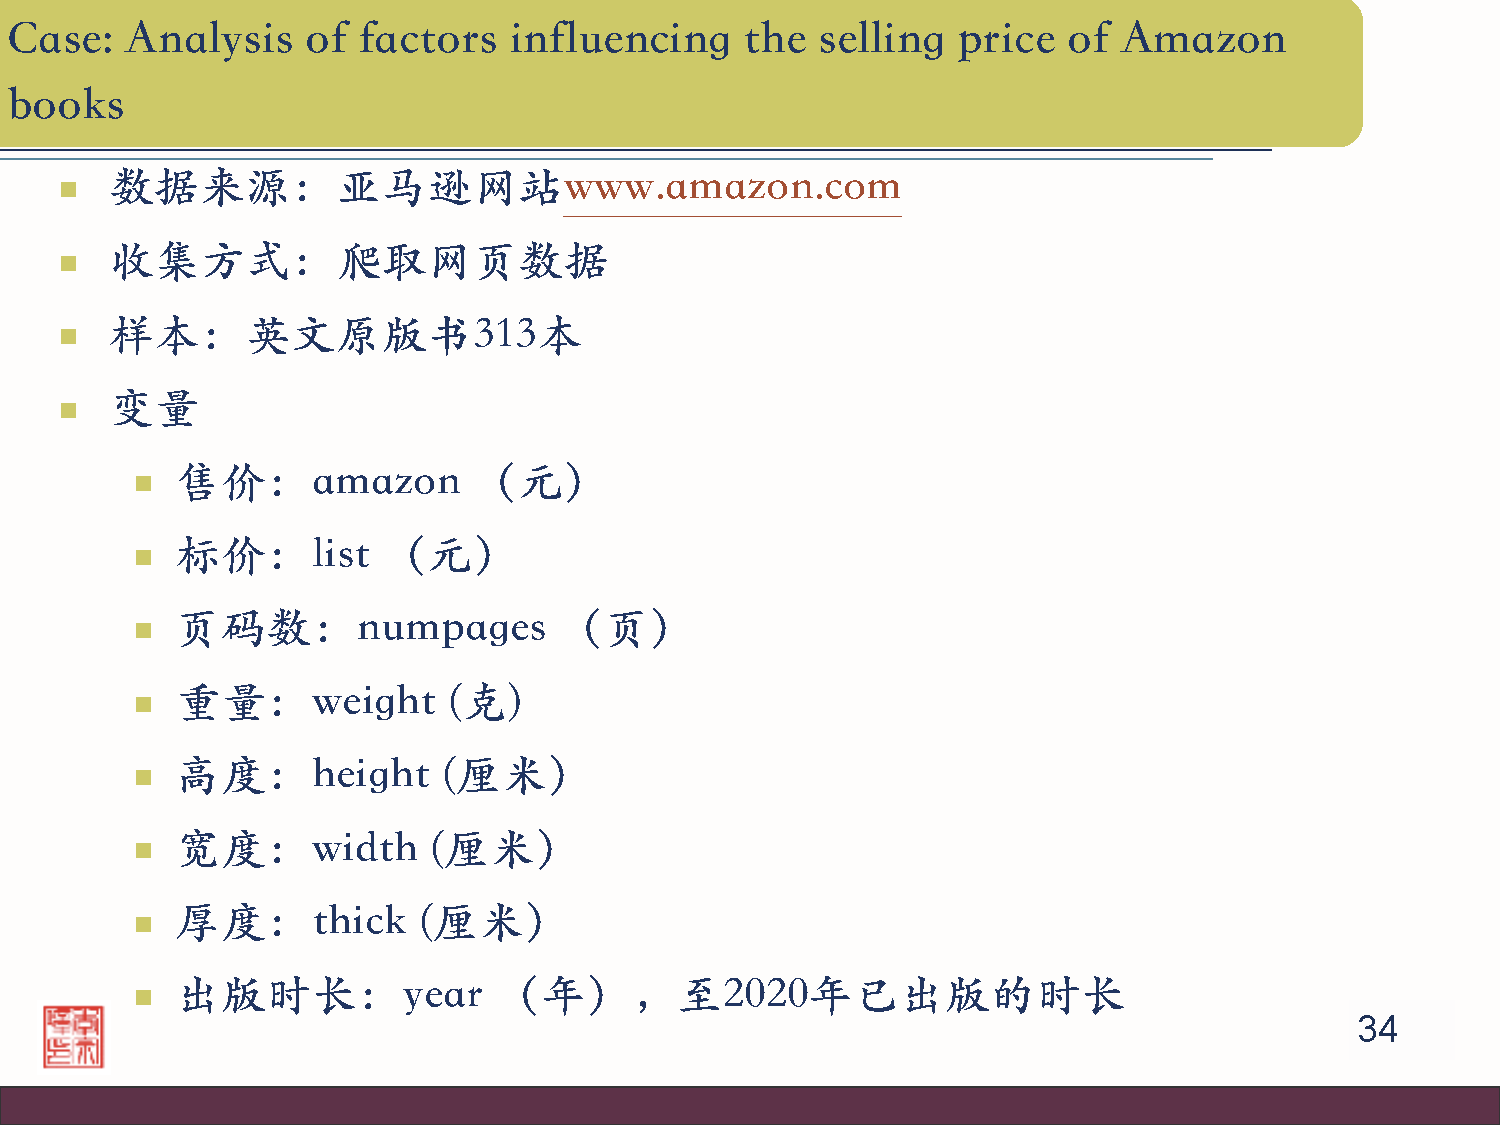 Case: Analysis of factors influencing the selling price of Amazon
books
数据来源：亚马逊网站www.amazon.com
收集方式：爬取网页数据
样本：英文原版书313本
变量
售价：amazon （元）
标价：list （元）
页码数：numpages （页）
重量：weight (克)
高度：height (厘米）
宽度：width (厘米）
厚度：thick (厘米）
出版时长：year （年），至2020年已出版的时长
34